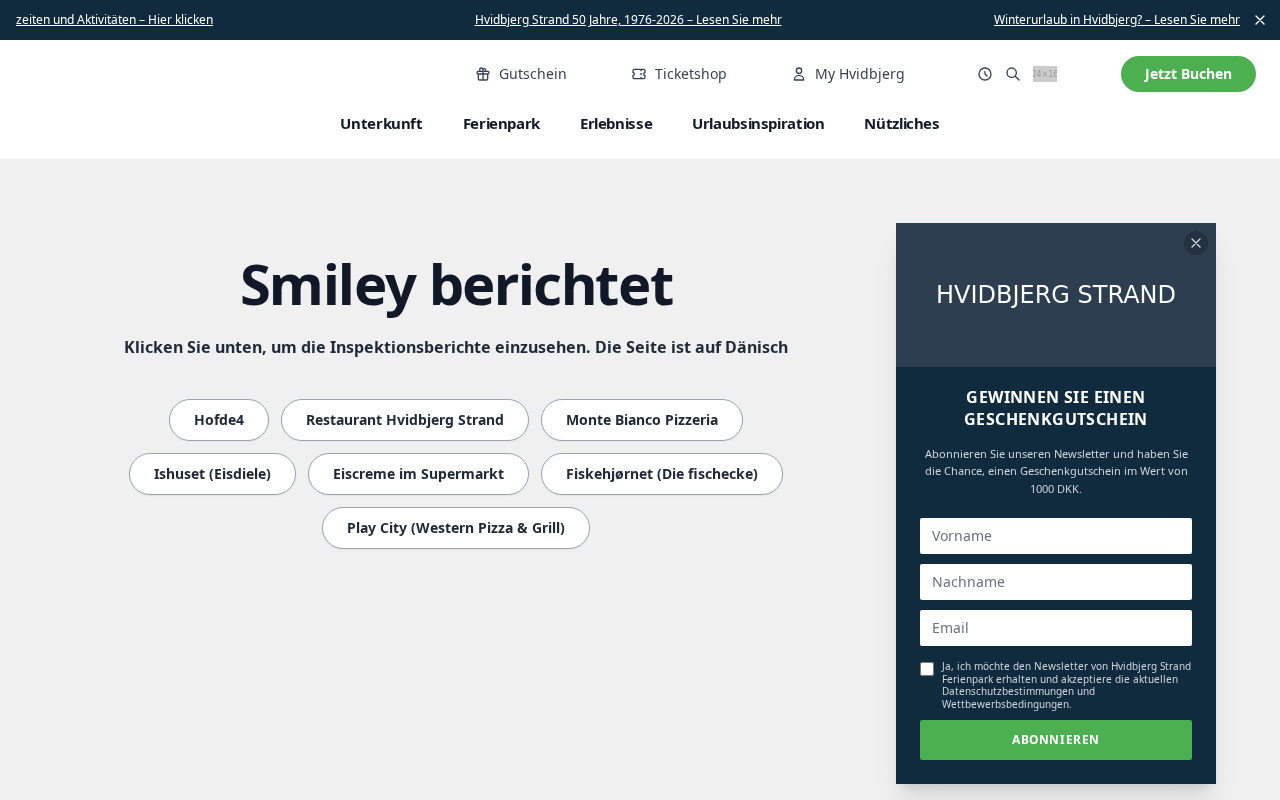 zeiten und Aktivitäten – Hier klicken
Hvidbjerg Strand 50 Jahre, 1976-2026 – Lesen Sie mehr
Winterurlaub in Hvidbjerg? – Lesen Sie mehr
Gutschein
Ticketshop
My Hvidbjerg
24×16
Jetzt Buchen
Unterkunft
Ferienpark
Erlebnisse
Urlaubsinspiration
Nützliches
Smiley berichtet
Klicken Sie unten, um die Inspektionsberichte einzusehen. Die Seite ist auf Dänisch
Hofde4
Restaurant Hvidbjerg Strand
Monte Bianco Pizzeria
Ishuset (Eisdiele)
Eiscreme im Supermarkt
Fiskehjørnet (Die fischecke)
Play City (Western Pizza & Grill)
HVIDBJERG STRAND
GEWINNEN SIE EINEN
GESCHENKGUTSCHEIN
Abonnieren Sie unseren Newsletter und haben Sie
die Chance, einen Geschenkgutschein im Wert von
1000 DKK.
Vorname
Nachname
Email
Ja, ich möchte den Newsletter von Hvidbjerg Strand
Ferienpark erhalten und akzeptiere die aktuellen
Datenschutzbestimmungen und
Wettbewerbsbedingungen.
ABONNIEREN